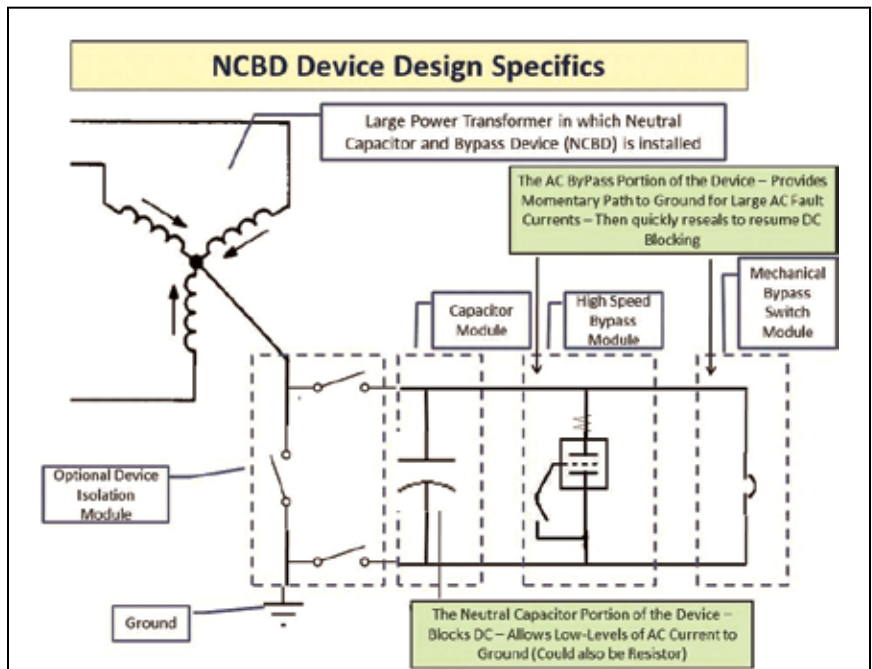 NCBD Device Design Specifics
Large Power Transformer in which Neutral
Capacitor and Bypass Device (NCBD) is installed
The AC ByPass Portion of the Device – Provides
Momentary Path to Ground for Large AC Fault
Currents – Then quickly reseals to resume DC
Blocking
Capacitor
Module
High Speed
Bypass
Module
Mechanical
Bypass
Switch
Module
Optional Device
Isolation
Module
Ground
The Neutral Capacitor Portion of the Device –
Blocks DC – Allows Low-Levels of AC Current to
Ground (Could also be Resistor)